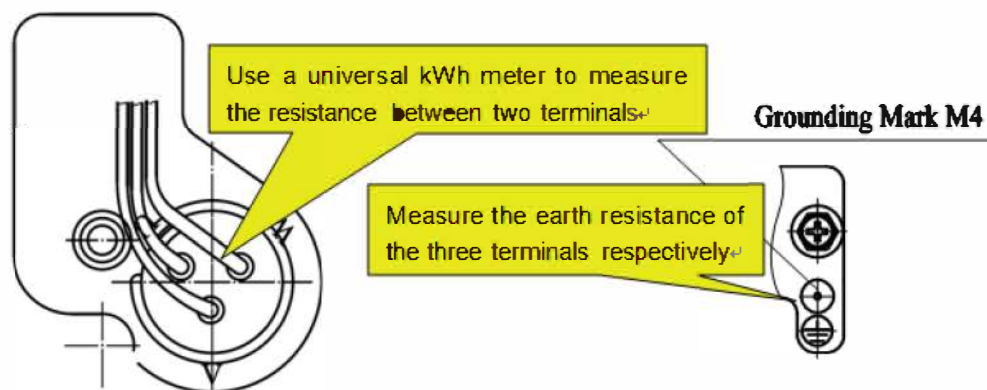 Use a universal kWh meter to measure
the resistance between two terminals↵
Grounding Mark M4
Measure the earth resistance of
the three terminals respectively↵